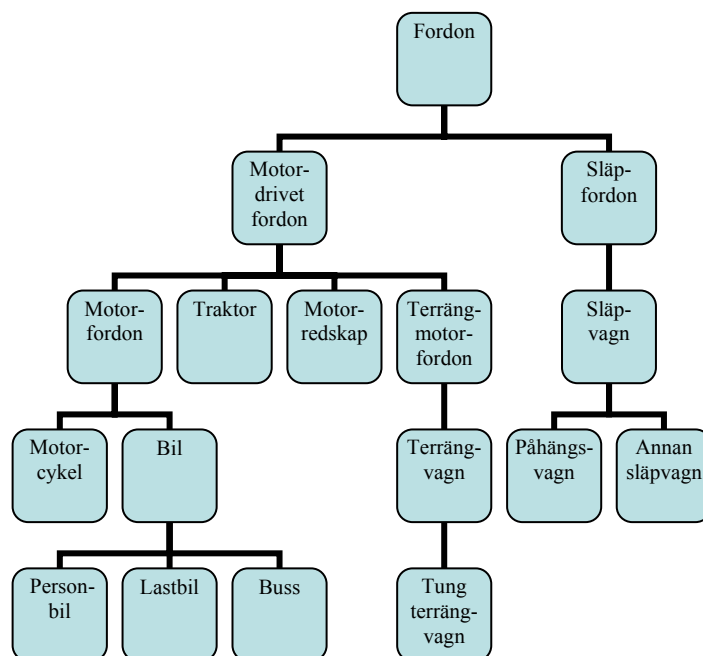 Fordon
Motor-
drivet
fordon
Släp-
fordon
Motor-
fordon
Traktor
Motor-
redskap
Terräng-
motor-
fordon
Släp-
vagn
Motor-
cykel
Bil
Terräng-
vagn
Påhängs-
vagn
Annan
släpvagn
Person-
bil
Lastbil
Buss
Tung
terräng-
vagn